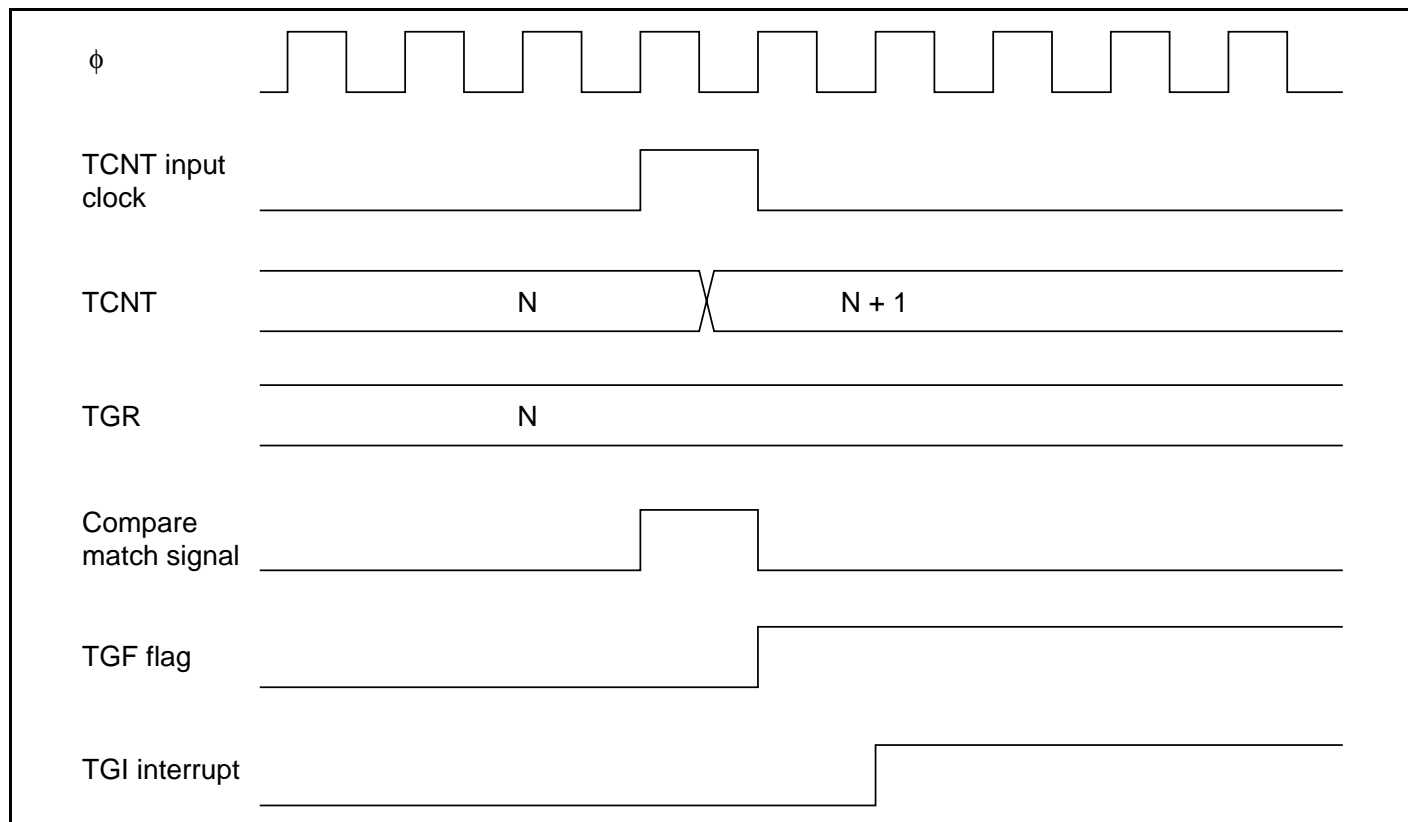 ϕ
TCNT input
clock
TCNT
N
N + 1
TGR
N
Compare
match signal
TGF flag
TGI interrupt